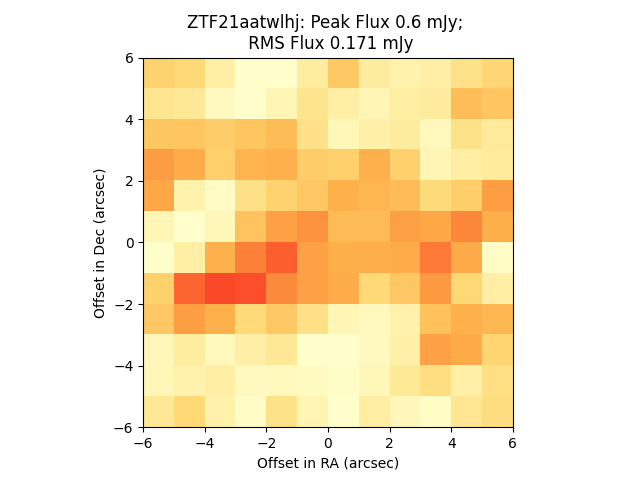 ZTF21aatwlhj: Peak Flux 0.6 mJy;
RMS Flux 0.171 mJy
6
4
2
0
−2
−4
−6
Offset in Dec (arcsec)
−6 −4 −2 0 2 4 6
Offset in RA (arcsec)